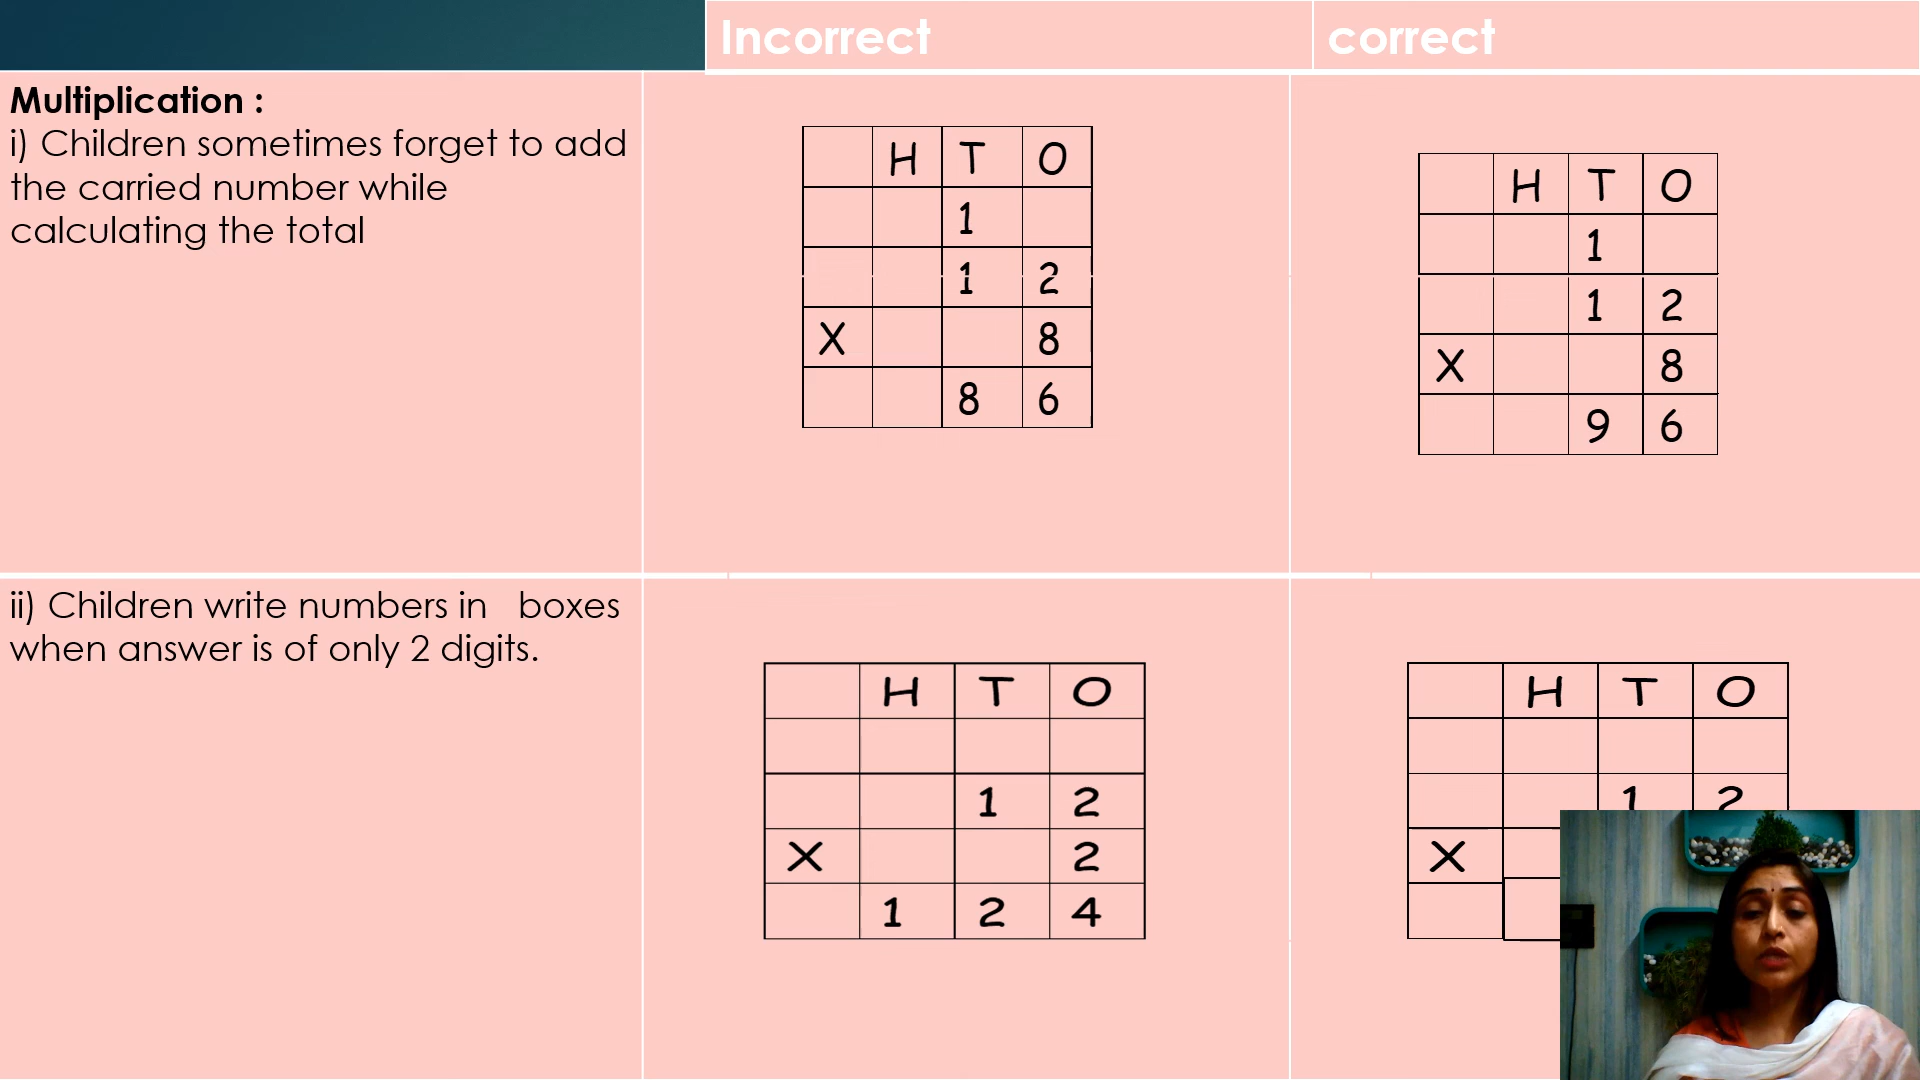 Incorrect
correct
Multiplication :
i) Children sometimes forget to add
the carried number while
calculating the total
H T O
1
1 2
X 8
8 6
H T O
1
1 2
X 8
9 6
ii) Children write numbers in boxes
when answer is of only 2 digits.
H T O
1 2
X 2
1 2 4
H T O
1 2
X